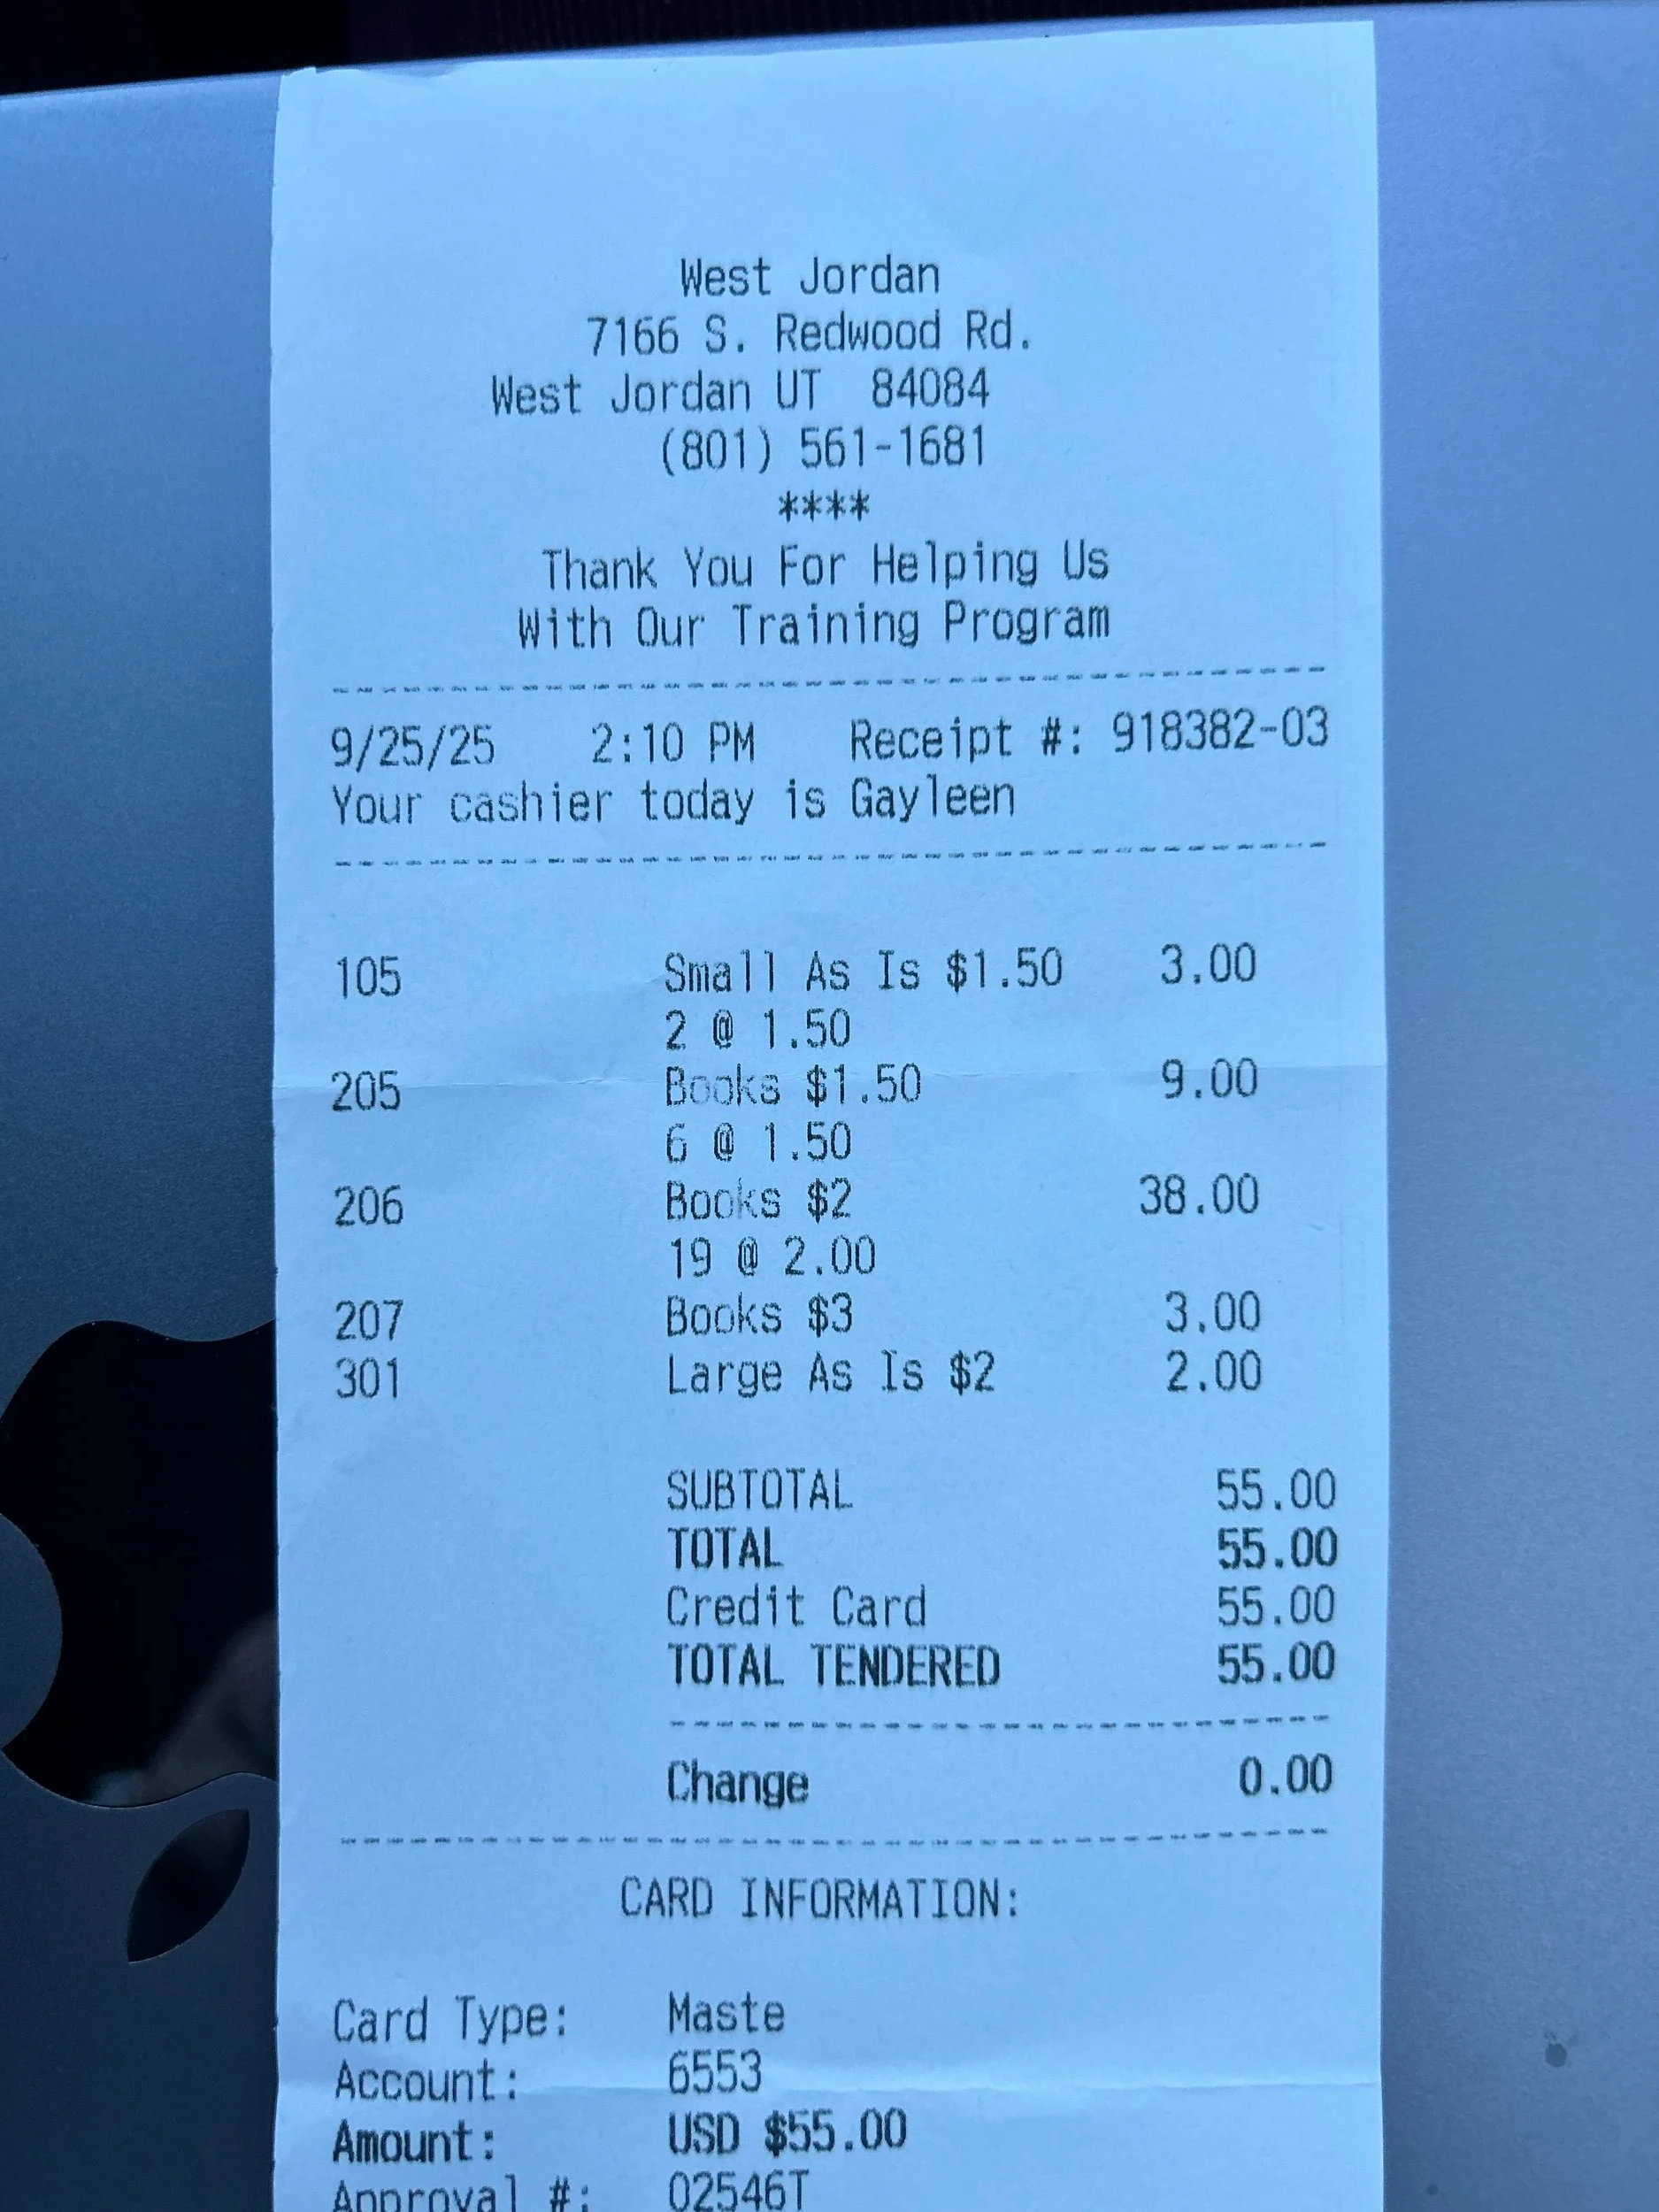 West Jordan
7166 S. Redwood Rd.
West Jordan UT  84084
(801) 561-1681
****
Thank You For Helping Us
With Our Training Program
9/25/25    2:10 PM    Receipt #: 918382-03
Your cashier today is Gayleen
105    Small As Is $1.50    3.00
2 @ 1.50
205    Books $1.50    9.00
6 @ 1.50
206    Books $2    38.00
19 @ 2.00
207    Books $3    3.00
301    Large As Is $2    2.00
SUBTOTAL    55.00
TOTAL    55.00
Credit Card    55.00
TOTAL TENDERED    55.00
Change    0.00
CARD INFORMATION:
Card Type:    Maste
Account:    6553
Amount:    USD $55.00
Approval #:    02546T